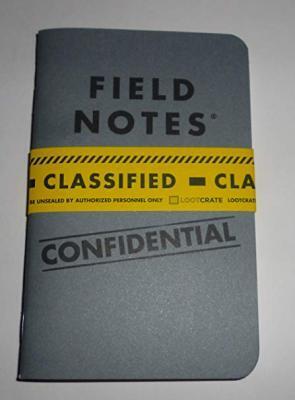 FIELD
NOTES®
CLASSIFIED CLA
BE UNSEALED BY AUTHORIZED PERSONNEL ONLY LOOTCRATE LOOTCRATE
CONFIDENTIAL